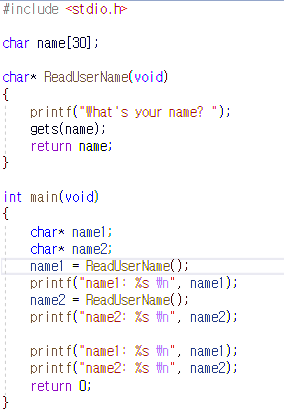 #include <stdio.h>
char name[30];
char* ReadUserName(void)
{
printf("What's your name? ");
gets(name);
return name;
}
int main(void)
{
char* name1;
char* name2;
name1 = ReadUserName();
printf("name1: %s ₩n", name1);
name2 = ReadUserName();
printf("name2: %s ₩n", name2);
printf("name1: %s ₩n", name1);
printf("name2: %s ₩n", name2);
return 0;
}